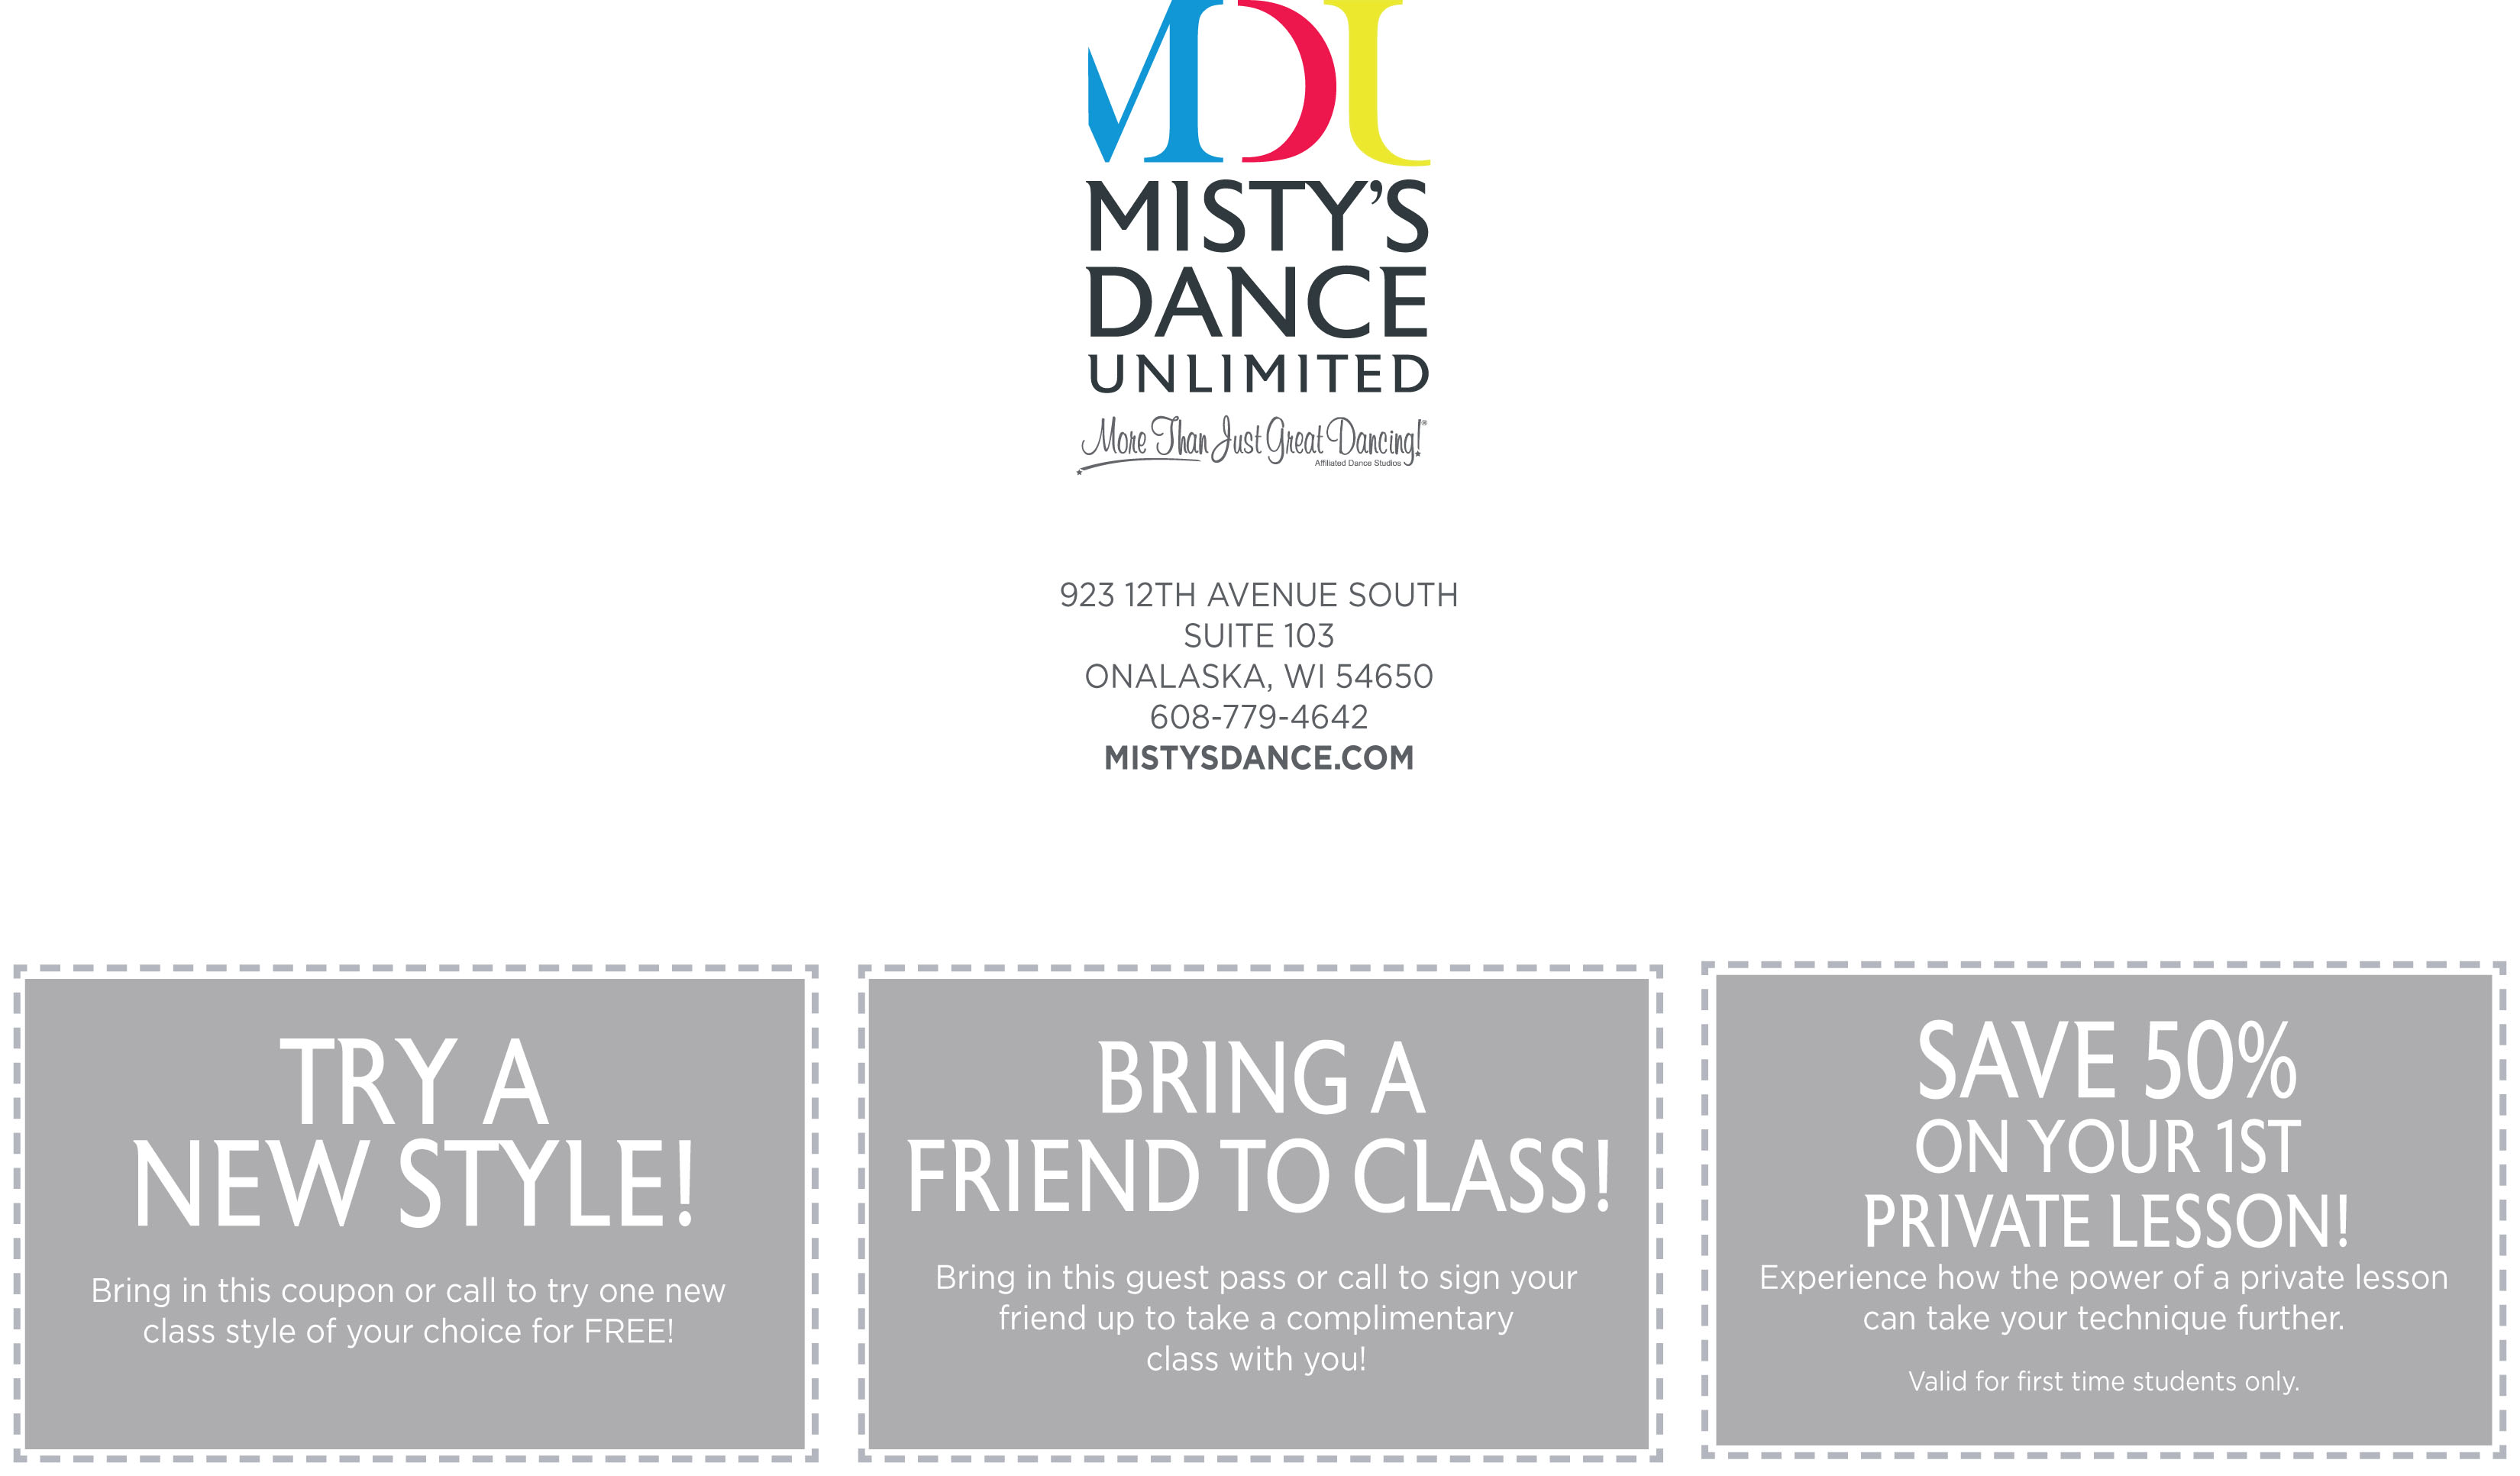 MDU
MISTY'S
DANCE
UNLIMITED
More Than Just Great Dancing!®
Affiliated Dance Studios
923 12TH AVENUE SOUTH
SUITE 103
ONALASKA, WI 54650
608-779-4642
MISTYSDANCE.COM
TRY A
NEW STYLE!
Bring in this coupon or call to try one new
class style of your choice for FREE!
BRING A
FRIEND TO CLASS!
Bring in this guest pass or call to sign your
friend up to take a complimentary
class with you!
SAVE 50%
ON YOUR 1ST
PRIVATE LESSON!
Experience how the power of a private lesson
can take your technique further.
Valid for first time students only.